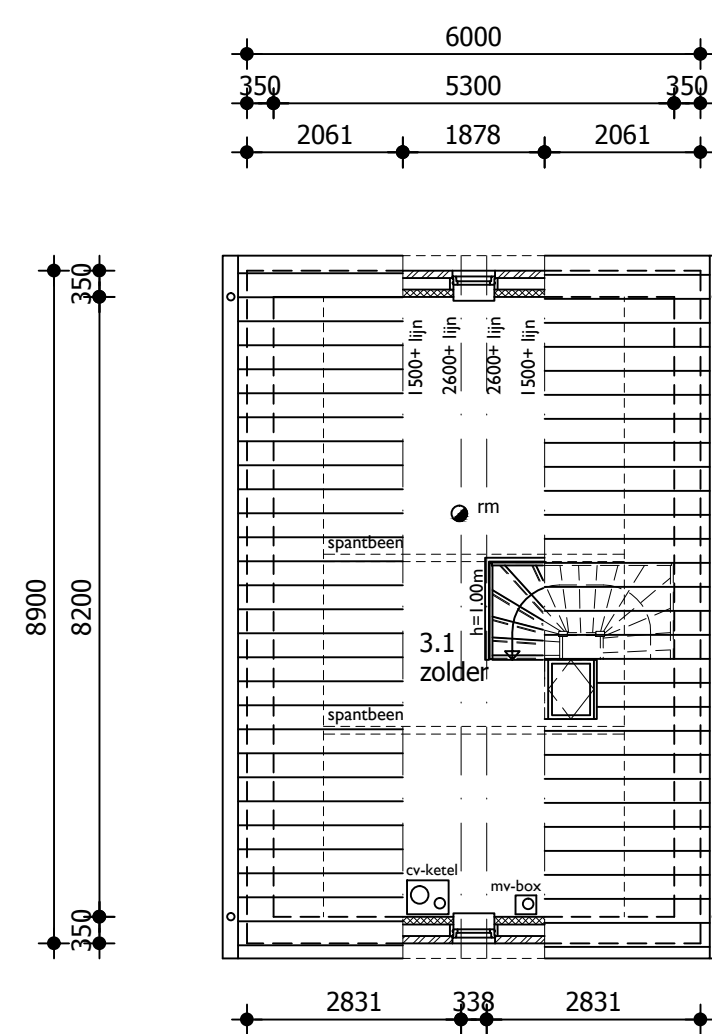 6000
350 5300 350
2061 1878 2061
350
8900
8200
350
1500+ lijn
2600+ lijn
2600+ lijn
1500+ lijn
rm
spantbeen
h=1.00m
3.1
zolder
spantbeen
cv-ketel
mv-box
2831 338 2831